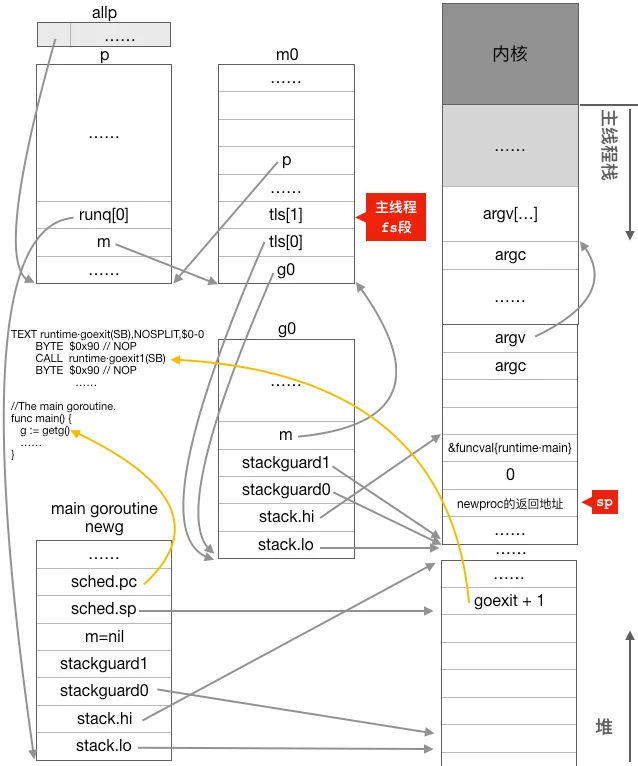 allp
……
p
……
runq[0]
m
……
m0
……
p
……
tls[1]
tls[0]
g0
主线程
fs段
内核
……
argv[…]
argc
……
argv
argc
&funcval{runtime·main}
0
newproc的返回地址
……
……
主线程栈
sp
TEXT runtime·goexit(SB),NOSPLIT,$0-0
BYTE $0x90 // NOP
CALL runtime·goexit1(SB)
BYTE $0x90 // NOP
……
//The main goroutine.
func main() {
g := getg()
……
}
g0
……
m
stackguard1
stackguard0
stack.hi
stack.lo
main goroutine
newg
……
sched.pc
sched.sp
m=nil
stackguard1
stackguard0
stack.hi
stack.lo
……
goexit + 1
堆